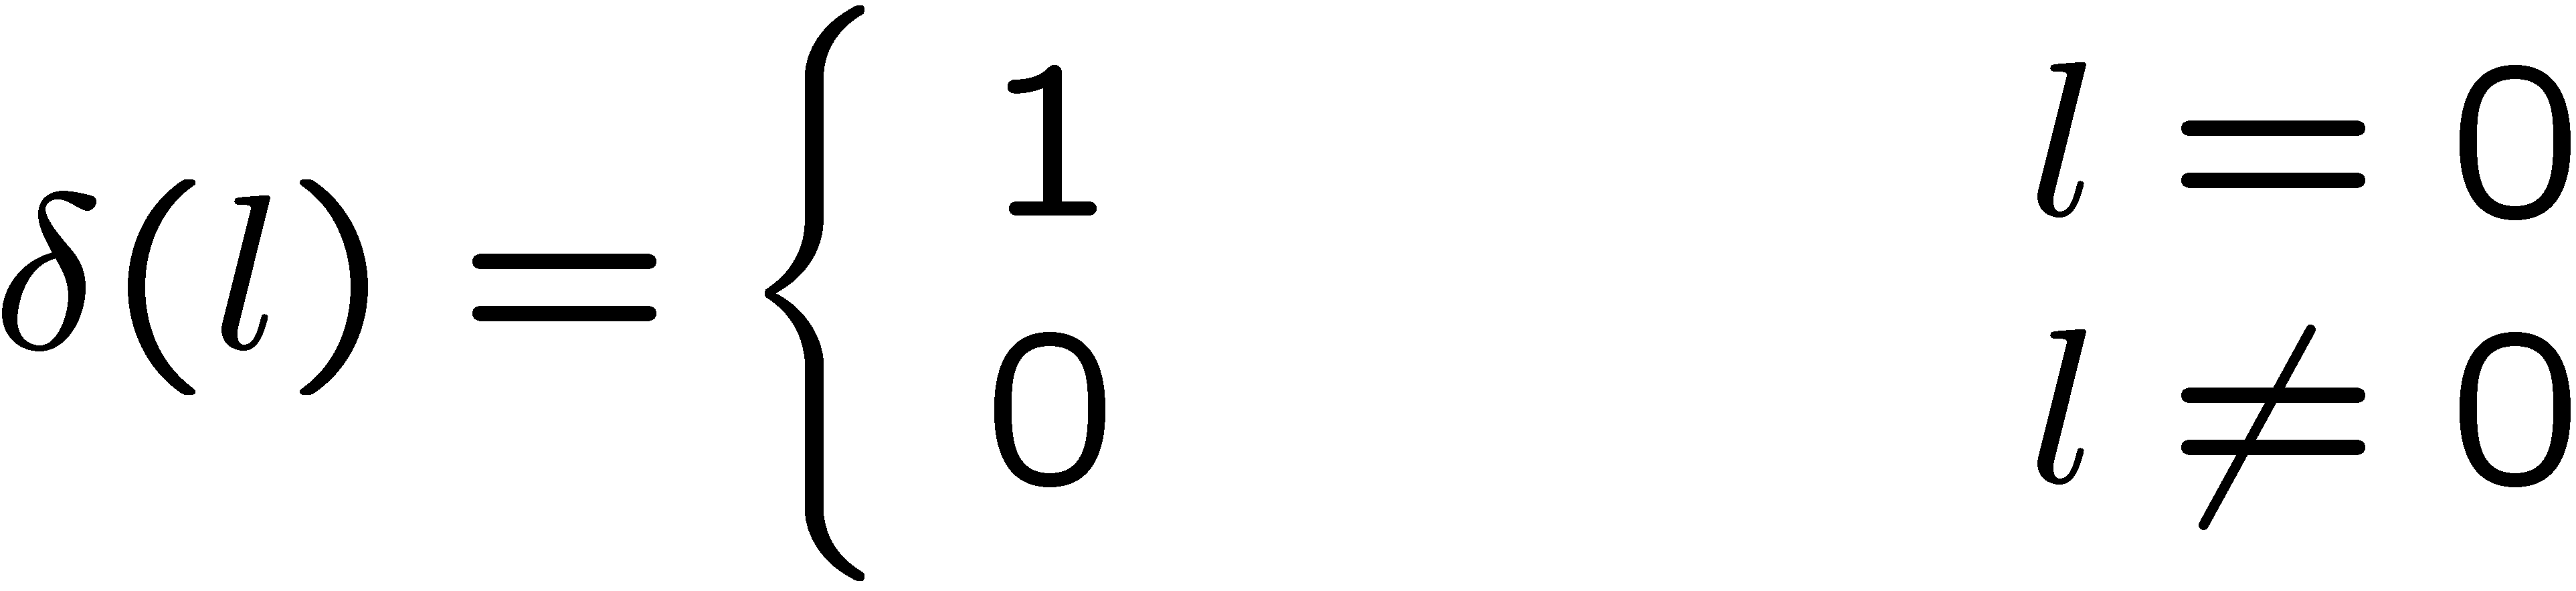 δ(l) = { 1 l = 0
0 l ≠ 0